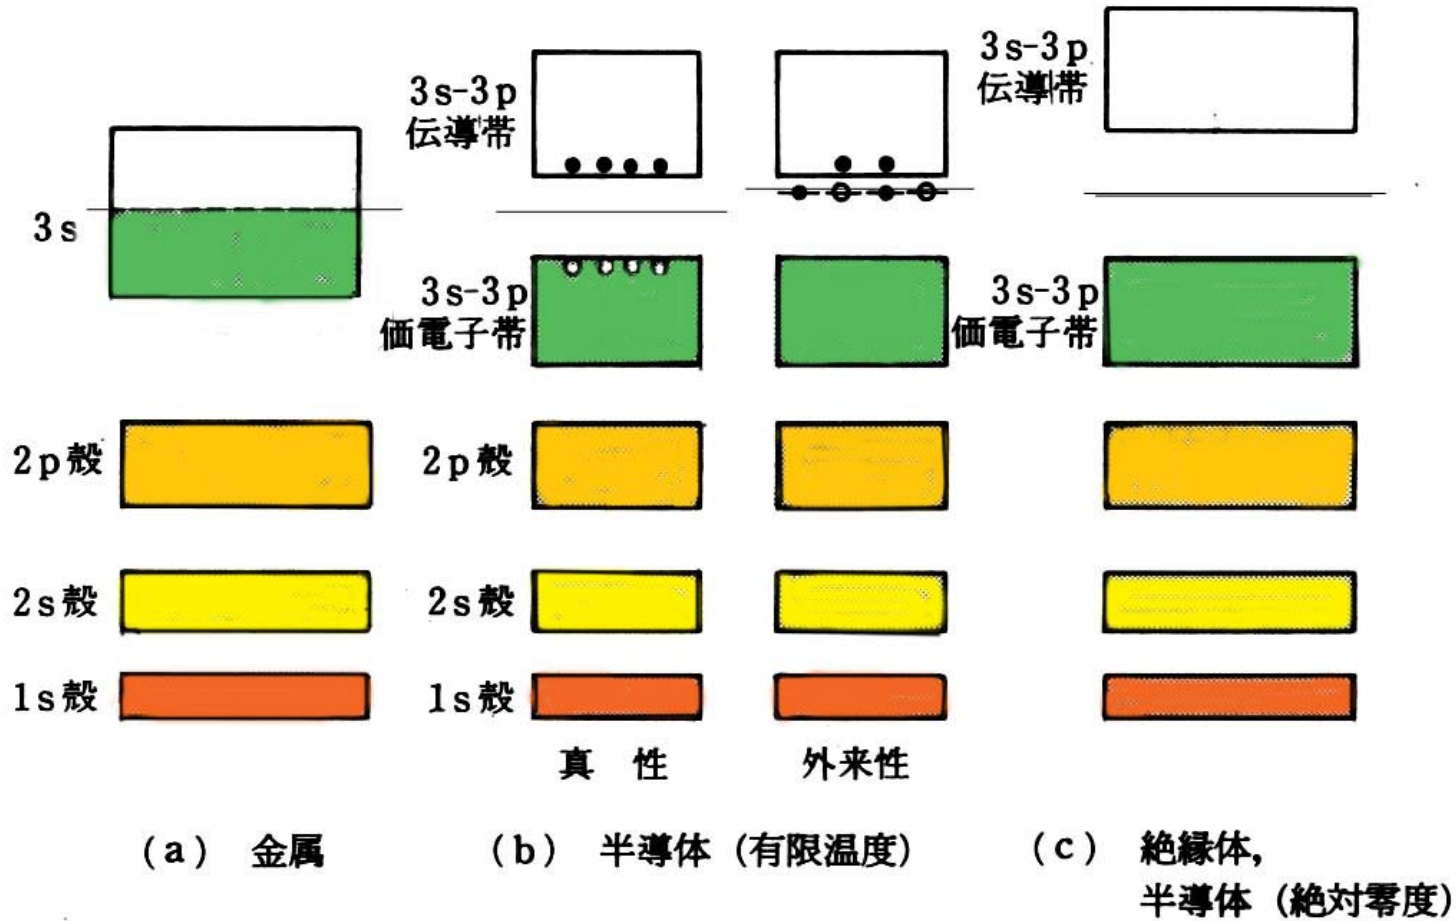 3s-3p
伝導帯
3s-3p
伝導帯
3s
3s-3p
価電子帯
3s-3p
価電子帯
2p殻
2p殻
2s殻
2s殻
1s殻
1s殻
真 性
外来性
(a) 金属
(b) 半導体 (有限温度)
(c) 絶縁体,
半導体 (絶対零度)